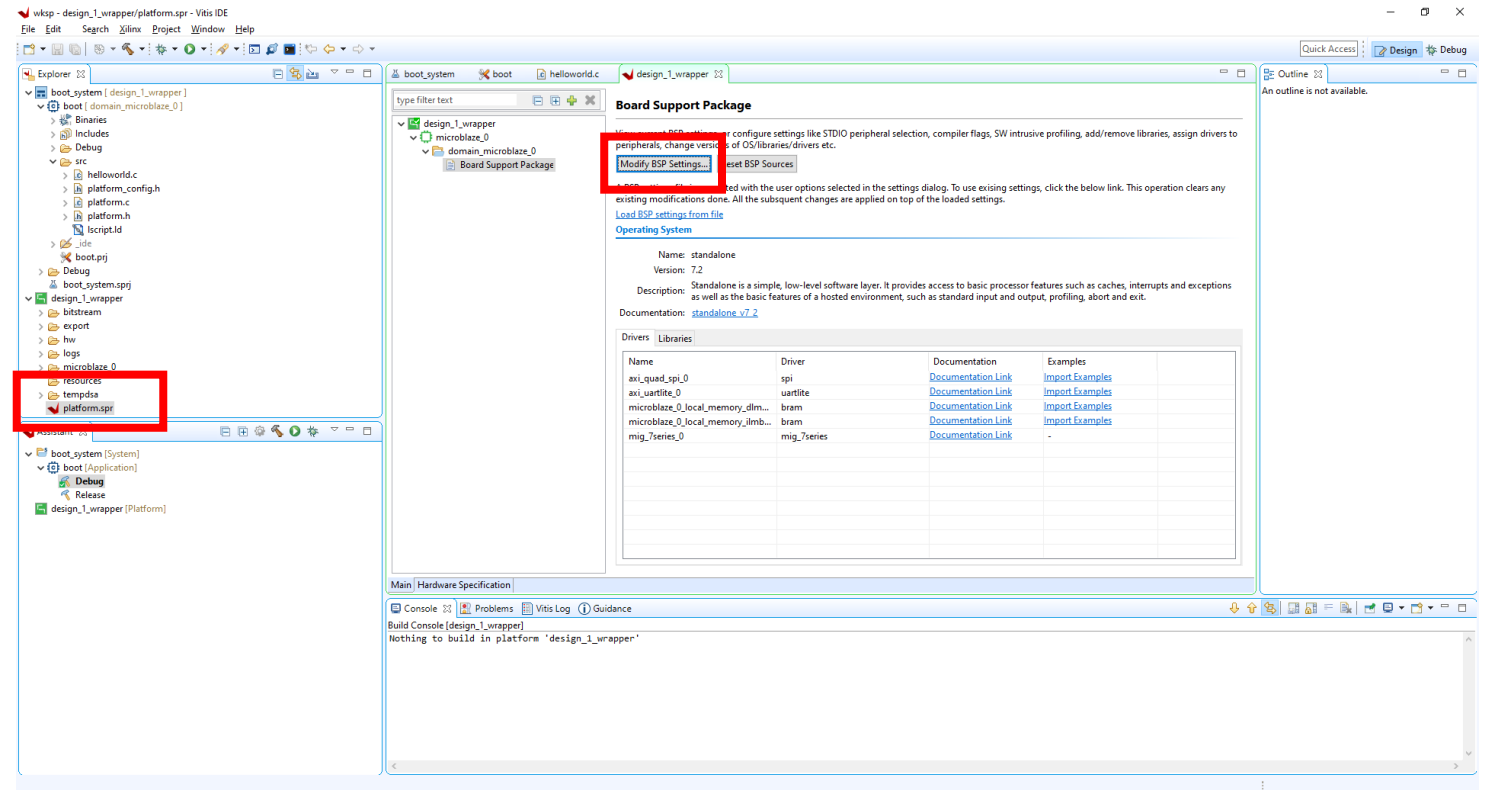 wksp - design_1_wrapper/platform.spr - Vitis IDE
File Edit Search Xilinx Project Window Help
Quick Access Design Debug
Explorer
boot_system [ design_1_wrapper ]
boot [ domain_microblaze_0 ]
Binaries
Includes
Debug
src
helloworld.c
platform_config.h
platform.c
platform.h
lscript.ld
_ide
boot.prj
Debug
boot_system.sprj
design_1_wrapper
bitstream
export
hw
logs
microblaze_0
resources
tempdsa
platform.spr
Assistant
boot_system [System]
boot [Application]
Debug
Release
design_1_wrapper [Platform]
boot_system boot helloworld.c design_1_wrapper
type filter text
design_1_wrapper
microblaze_0
domain_microblaze_0
Board Support Package
Board Support Package
View current BSP settings, or configure settings like STDIO peripheral selection, compiler flags, SW intrusive profiling, add/remove libraries, assign drivers to
peripherals, change versions of OS/libraries/drivers etc.
Modify BSP Settings... eset BSP Sources
ted with the user options selected in the settings dialog. To use exising settings, click the below link. This operation clears any
existing modifications done. All the subsquent changes are applied on top of the loaded settings.
Load BSP settings from file
Operating System
Name: standalone
Version: 7.2
Description: Standalone is a simple, low-level software layer. It provides access to basic processor features such as caches, interrupts and exceptions
as well as the basic features of a hosted environment, such as standard input and output, profiling, abort and exit.
Documentation: standalone_v7_2
Drivers Libraries
Name Driver Documentation Examples
axi_quad_spi_0 spi Documentation Link Import Examples
axi_uartlite_0 uartlite Documentation Link Import Examples
microblaze_0_local_memory_dlm... bram Documentation Link Import Examples
microblaze_0_local_memory_ilmb... bram Documentation Link Import Examples
mig_7series_0 mig_7series Documentation Link -
Main Hardware Specification
Outline
An outline is not available.
Console Problems Vitis Log Guidance
Build Console [design_1_wrapper]
Nothing to build in platform 'design_1_wrapper'